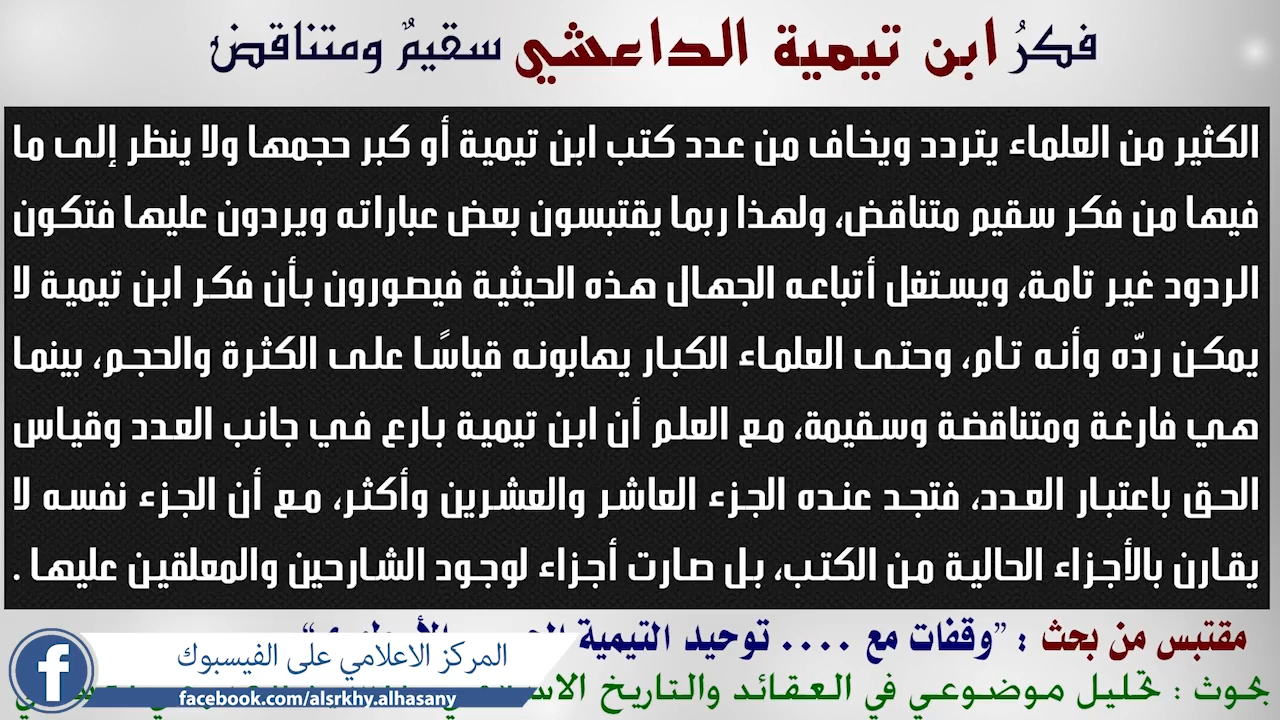 فكرُ ابن تيمية الداعشي سقيمٌ ومتناقض
الكثير من العلماء يتردد ويخاف من عدد كتب ابن تيمية أو كبر حجمها ولا ينظر إلى ما
فيها من فكر سقيم متناقض، ولهذا ربما يقتبسون بعض عباراته ويردون عليها فتكون
الردود غير تامة، ويستغل أتباعه الجهال هذه الحيثية فيصورون بأن فكر ابن تيمية لا
يمكن ردّه وأنه تام، وحتى العلماء الكبار يهابونه قياسًا على الكثرة والحجم، بينما
هي فارغة ومتناقضة وسقيمة، مع العلم أن ابن تيمية بارع في جانب العدد وقياس
الحق باعتبار العدد، فتجد عنده الجزء العاشر والعشرين وأكثر، مع أن الجزء نفسه لا
يقارن بالأجزاء الحالية من الكتب، بل صارت أجزاء لوجود الشارحين والمعلقين عليها .
مقتبس من بحث : "وقفات مع .... توحيد التيمية
بحوث : تحليل موضوعي في العقائد والتاريخ
المركز الاعلامي على الفيسبوك
facebook.com/alsrkhy.alhasany